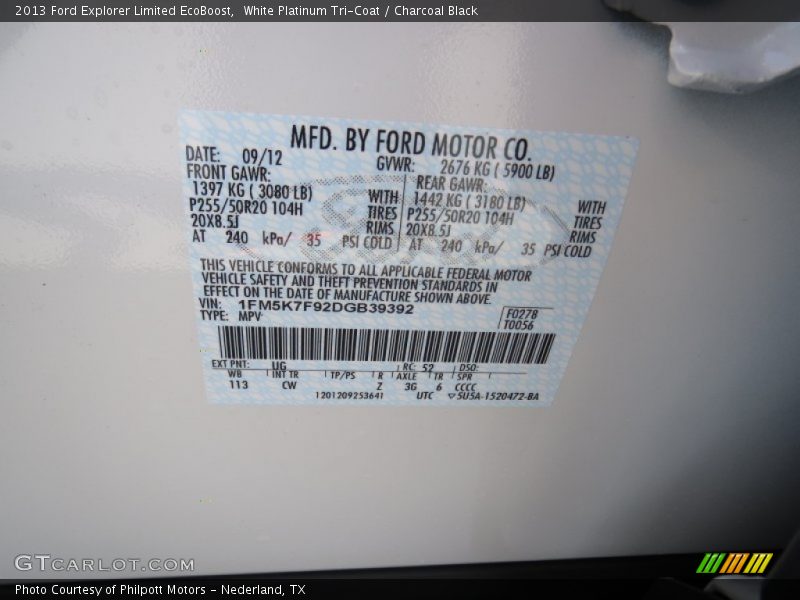 2013 Ford Explorer Limited EcoBoost, White Platinum Tri-Coat / Charcoal Black
MFD. BY FORD MOTOR CO.
DATE: 09/12 GVWR: 2676 KG ( 5900 LB)
FRONT GAWR: REAR GAWR:
1397 KG ( 3080 LB) WITH 1442 KG ( 3180 LB) WITH
P255/50R20 104H TIRES P255/50R20 104H TIRES
20X8.5J RIMS 20X8.5J RIMS
AT 240 kPa/ 35 PSI COLD AT 240 kPa/ 35 PSI COLD
THIS VEHICLE CONFORMS TO ALL APPLICABLE FEDERAL MOTOR
VEHICLE SAFETY AND THEFT PREVENTION STANDARDS IN
EFFECT ON THE DATE OF MANUFACTURE SHOWN ABOVE.
VIN: 1FM5K7F92DGB39392 F0278
TYPE: MPV T0056
EXT PNT: UG RC: 52 DSO:
WB INT TR TP/PS R AXLE TR SPR
113 CW Z 3G 6 CCCC
1201209253641 UTC ▽5U5A-1520472-BA
GTCARLOT.COM
Photo Courtesy of Philpott Motors - Nederland, TX